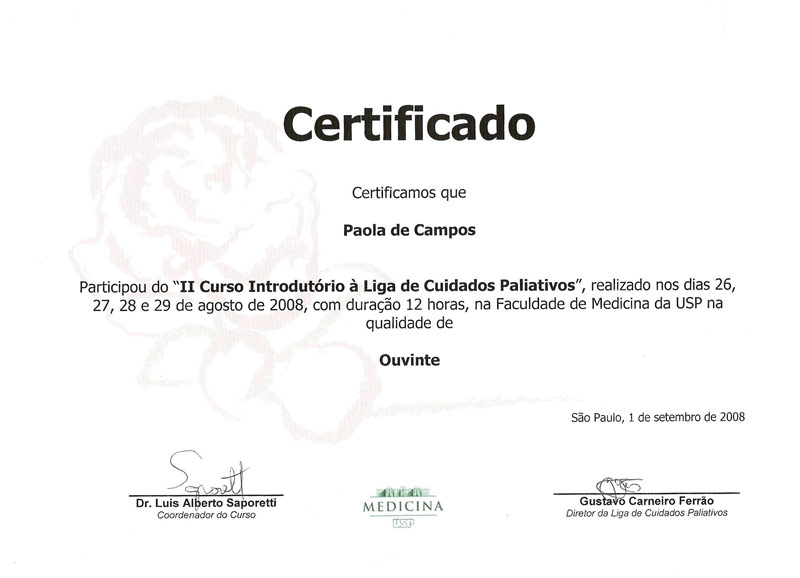 Certificado
Certificamos que
Paola de Campos
Participou do “II Curso Introdutório à Liga de Cuidados Paliativos”, realizado nos dias 26,
27, 28 e 29 de agosto de 2008, com duração 12 horas, na Faculdade de Medicina da USP na
qualidade de
Ouvinte
São Paulo, 1 de setembro de 2008
Saporetti
Dr. Luis Alberto Saporetti
Coordenador do Curso
MEDICINA
USP
Gustavo Carneiro Ferrão
Diretor da Liga de Cuidados Paliativos